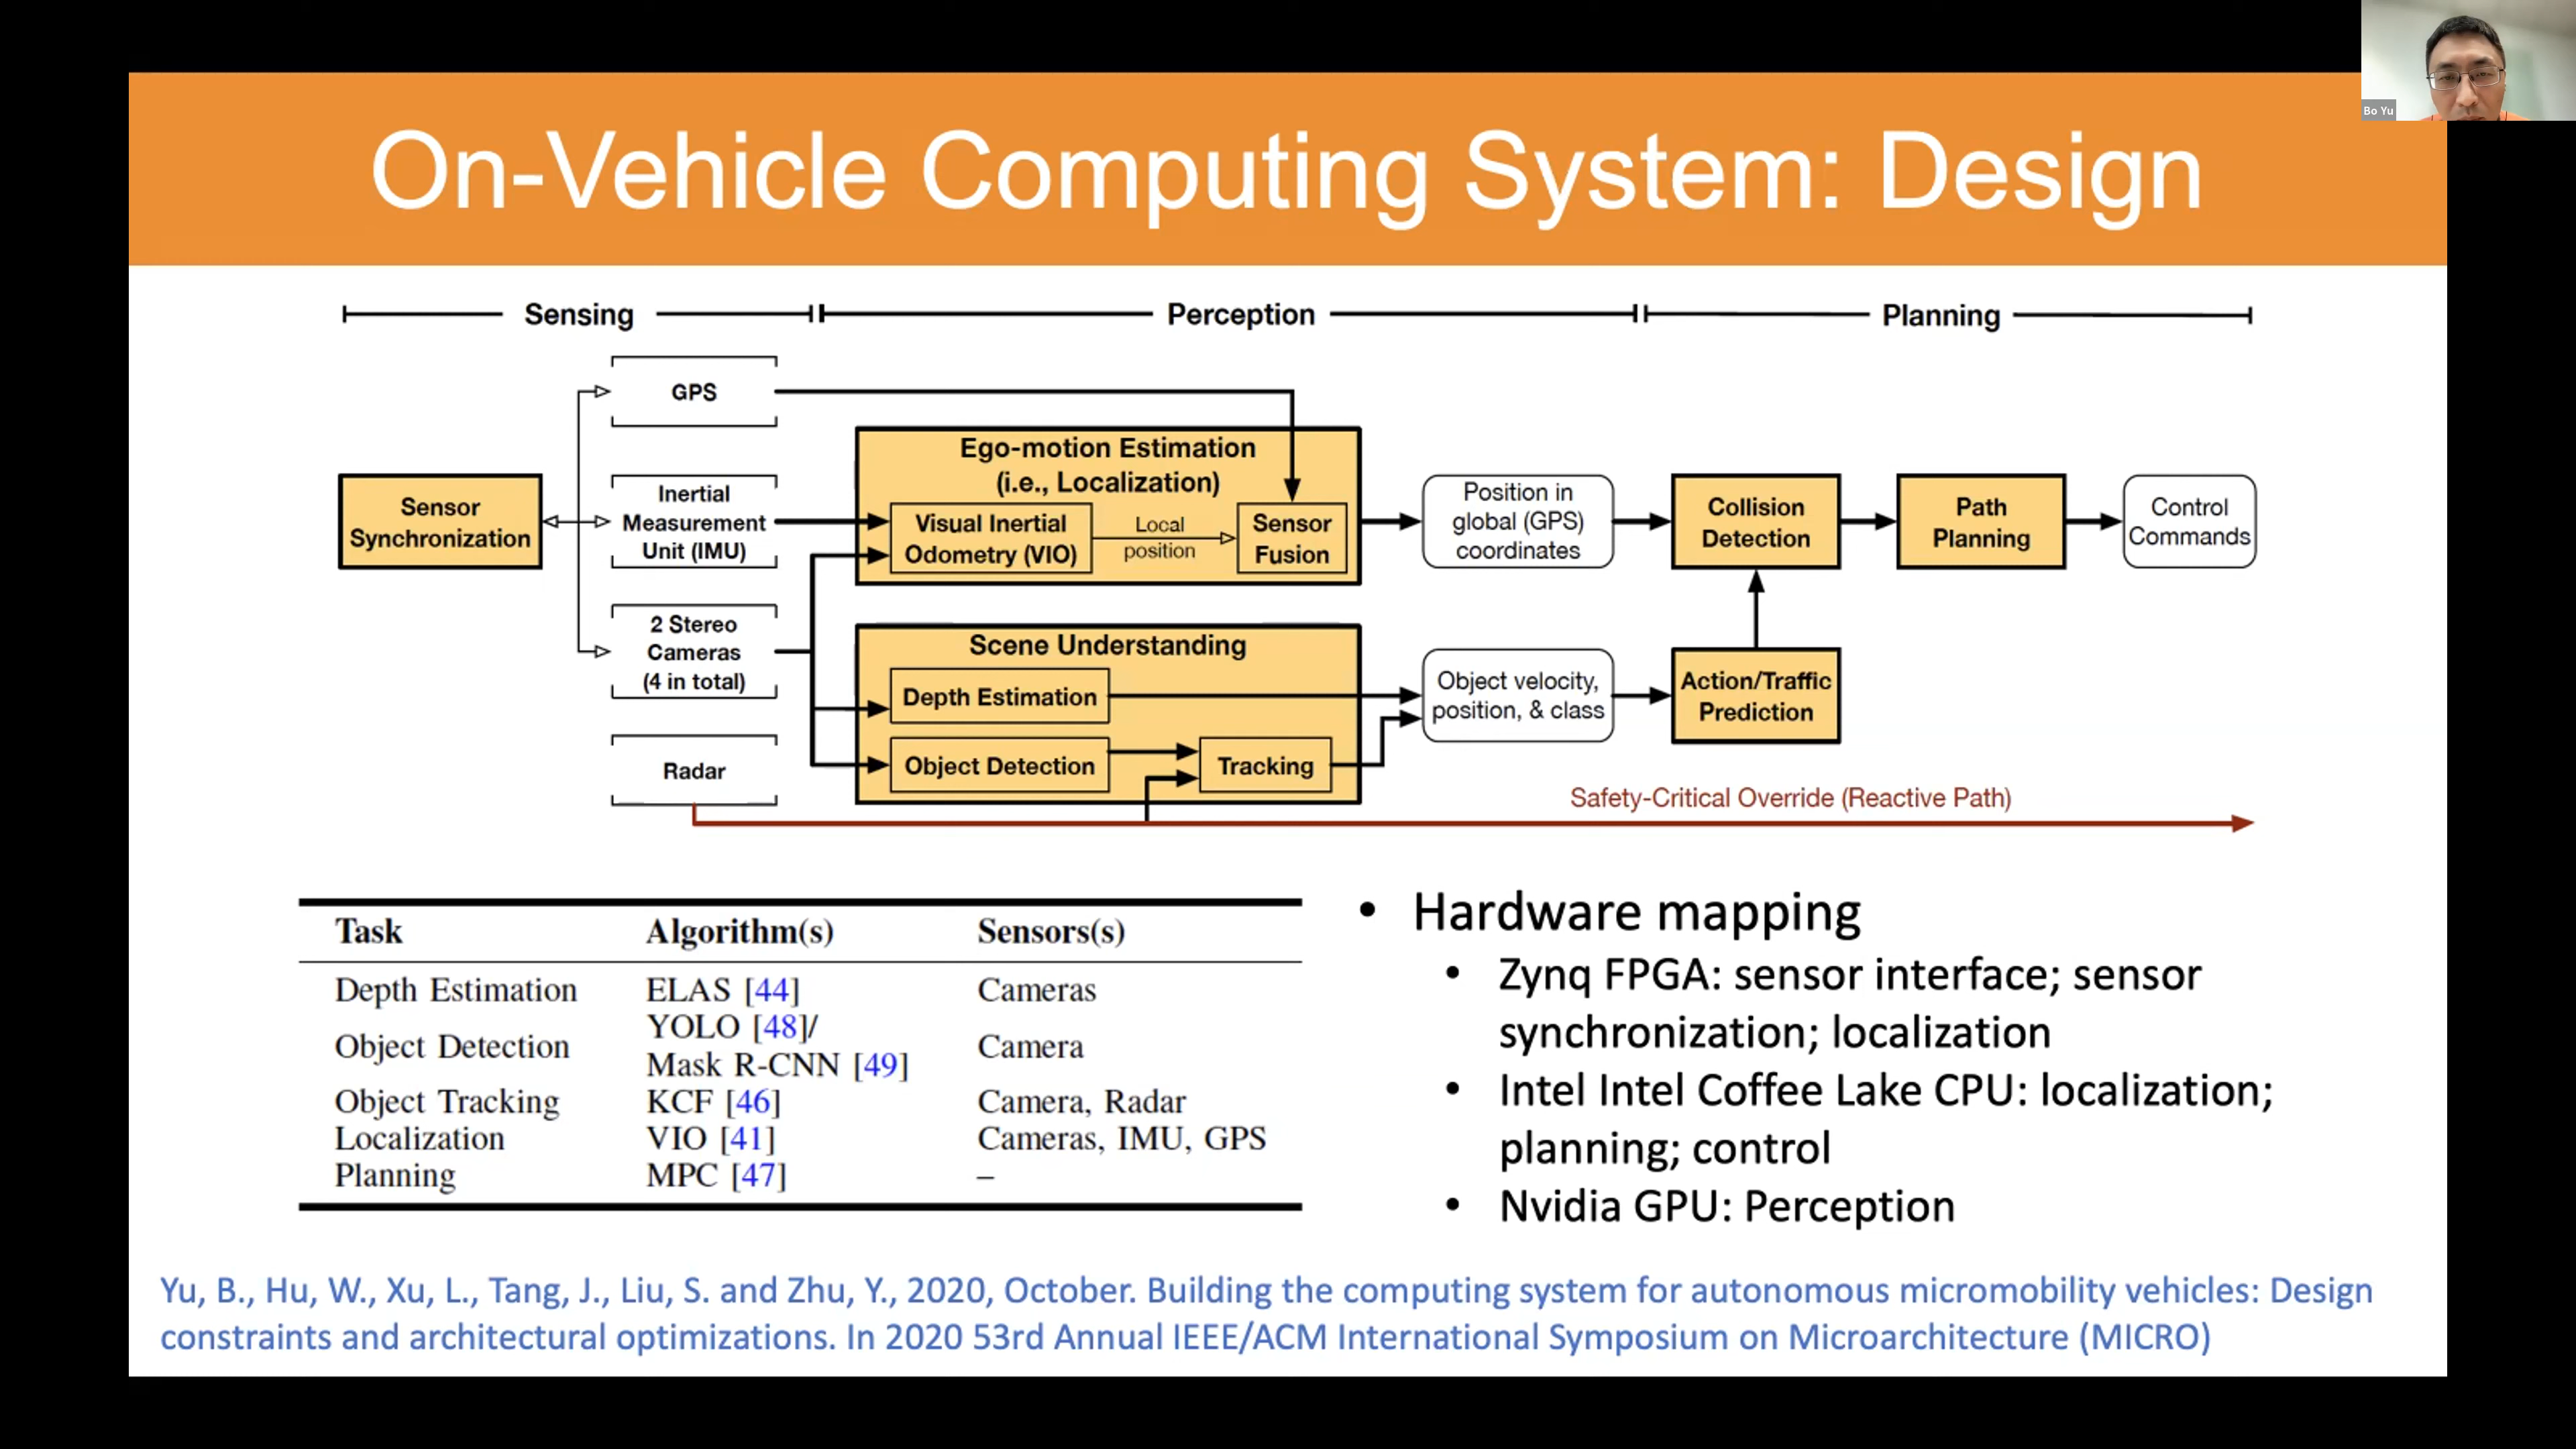 Bo Yu
On-Vehicle Computing System: Design
Sensing
Perception
Planning
GPS
Sensor
Synchronization
Inertial
Measurement
Unit (IMU)
2 Stereo
Cameras
(4 in total)
Radar
Ego-motion Estimation
(i.e., Localization)
Visual Inertial
Odometry (VIO)
Local
position
Sensor
Fusion
Scene Understanding
Depth Estimation
Object Detection
Tracking
Position in
global (GPS)
coordinates
Object velocity,
position, & class
Collision
Detection
Path
Planning
Control
Commands
Action/Traffic
Prediction
Safety-Critical Override (Reactive Path)
Task Algorithm(s) Sensors(s)
Depth Estimation ELAS [44] Cameras
Object Detection YOLO [48]/ Camera
Mask R-CNN [49]
Object Tracking KCF [46] Camera, Radar
Localization VIO [41] Cameras, IMU, GPS
Planning MPC [47] –
• Hardware mapping
• Zynq FPGA: sensor interface; sensor
synchronization; localization
• Intel Intel Coffee Lake CPU: localization;
planning; control
• Nvidia GPU: Perception
Yu, B., Hu, W., Xu, L., Tang, J., Liu, S. and Zhu, Y., 2020, October. Building the computing system for autonomous micromobility vehicles: Design
constraints and architectural optimizations. In 2020 53rd Annual IEEE/ACM International Symposium on Microarchitecture (MICRO)